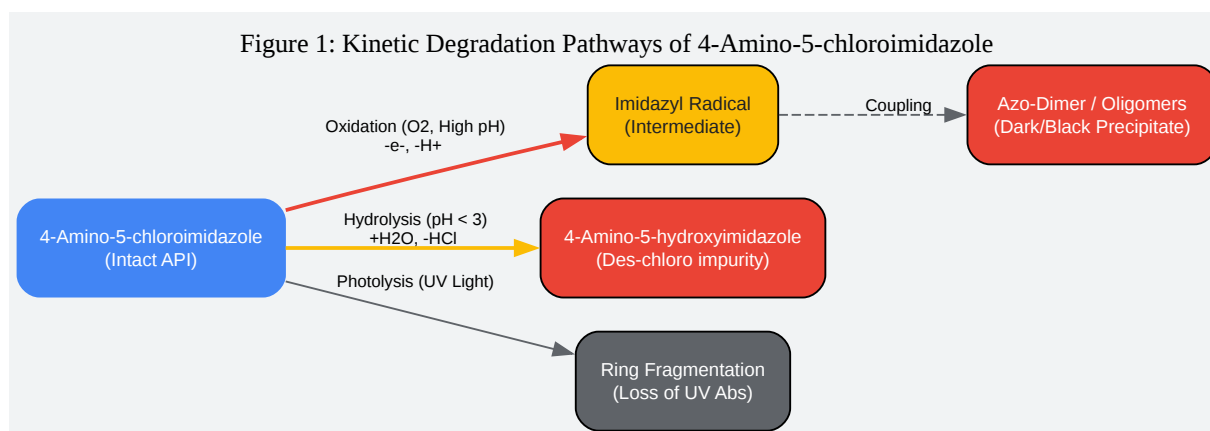 Figure 1: Kinetic Degradation Pathways of 4-Amino-5-chloroimidazole
Imidazyl Radical
(Intermediate)
Coupling
Azo-Dimer / Oligomers
(Dark/Black Precipitate)
Oxidation (O2, High pH)
-e-, -H+
4-Amino-5-chloroimidazole
(Intact API)
Hydrolysis (pH < 3)
+H2O, -HCl
4-Amino-5-hydroxyimidazole
(Des-chloro impurity)
Photolysis (UV Light)
Ring Fragmentation
(Loss of UV Abs)